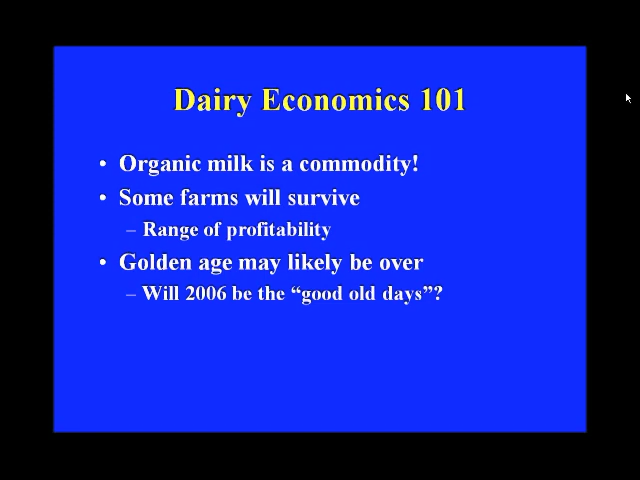 Dairy Economics 101
• Organic milk is a commodity!
• Some farms will survive
– Range of profitability
• Golden age may likely be over
– Will 2006 be the “good old days”?